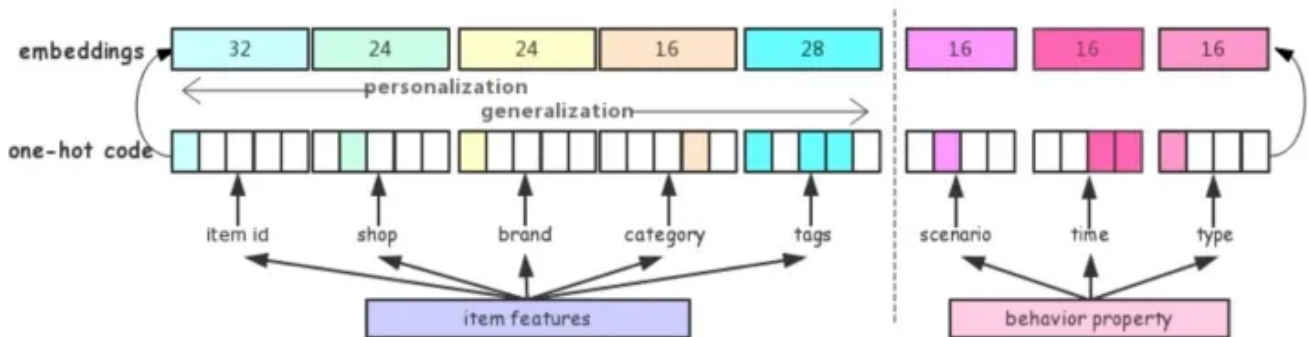 embeddings 32 24 24 16 28 16 16 16
personalization
generalization
one-hot code
item id shop brand category tags scenario time type
item features behavior property